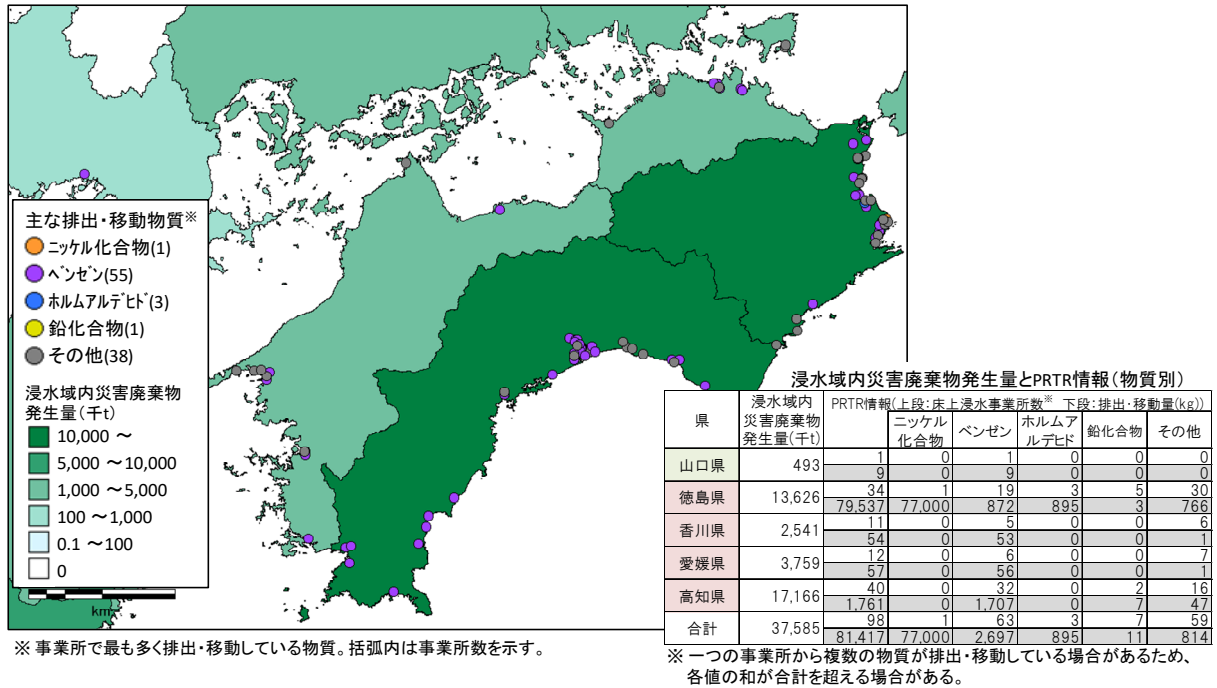 主な排出・移動物質※
ニッケル化合物(1)
ベンゼン(55)
ホルムアルデヒド(3)
鉛化合物(1)
その他(38)
浸水域内災害廃棄物
発生量(千t)
10,000 ～
5,000 ～10,000
1,000 ～5,000
100 ～1,000
0.1 ～100
0
km
※ 事業所で最も多く排出・移動している物質。括弧内は事業所数を示す。
浸水域内災害廃棄物発生量とPRTR情報(物質別)
県 浸水域内災害廃棄物発生量(千t) PRTR情報(上段:床上浸水事業所数※ 下段:排出・移動量(kg))
ニッケル化合物 ベンゼン ホルムアルデヒド 鉛化合物 その他
山口県 493 1 0 1 0 0 0
9 0 9 0 0 0
徳島県 13,626 34 1 19 3 5 30
79,537 77,000 872 895 3 766
香川県 2,541 11 0 5 0 0 6
54 0 53 0 0 1
愛媛県 3,759 12 0 6 0 0 7
57 0 56 0 0 1
高知県 17,166 40 0 32 0 2 16
1,761 0 1,707 0 7 47
合計 37,585 98 1 63 3 7 59
81,417 77,000 2,697 895 11 814
※ 一つの事業所から複数の物質が排出・移動している場合があるため、
各値の和が合計を超える場合がある。